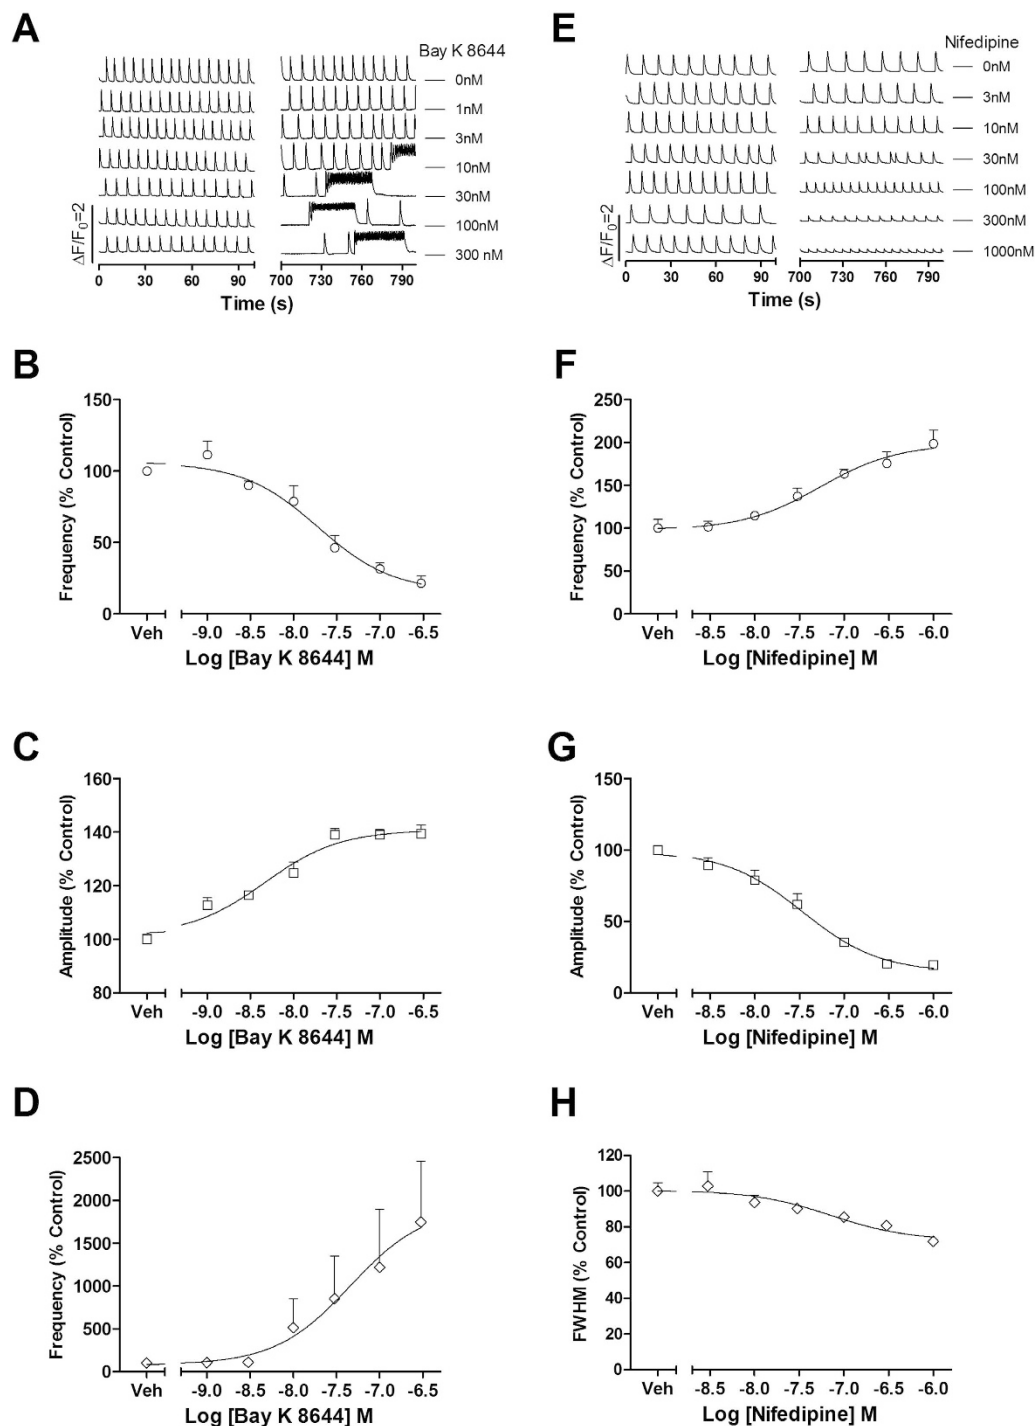 A
Bay K 8644
0nM
1nM
3nM
10nM
30nM
100nM
300 nM
ΔF/F0=2
0 30 60 90 700 730 760 790
Time (s)
E
Nifedipine
0nM
3nM
10nM
30nM
100nM
300nM
1000nM
ΔF/F0=2
0 30 60 90 700 730 760 790
Time (s)
B
Frequency (% Control)
150
100
50
0
Veh -9.0 -8.5 -8.0 -7.5 -7.0 -6.5
Log [Bay K 8644] M
F
Frequency (% Control)
250
200
150
100
50
0
Veh -8.5 -8.0 -7.5 -7.0 -6.5 -6.0
Log [Nifedipine] M
C
Amplitude (% Control)
160
140
120
100
80
Veh -9.0 -8.5 -8.0 -7.5 -7.0 -6.5
Log [Bay K 8644] M
G
Amplitude (% Control)
150
100
50
0
Veh -8.5 -8.0 -7.5 -7.0 -6.5 -6.0
Log [Nifedipine] M
D
Frequency (% Control)
2500
2000
1500
1000
500
0
Veh -9.0 -8.5 -8.0 -7.5 -7.0 -6.5
Log [Bay K 8644] M
H
FWHM (% Control)
120
100
80
60
40
20
0
Veh -8.5 -8.0 -7.5 -7.0 -6.5 -6.0
Log [Nifedipine] M